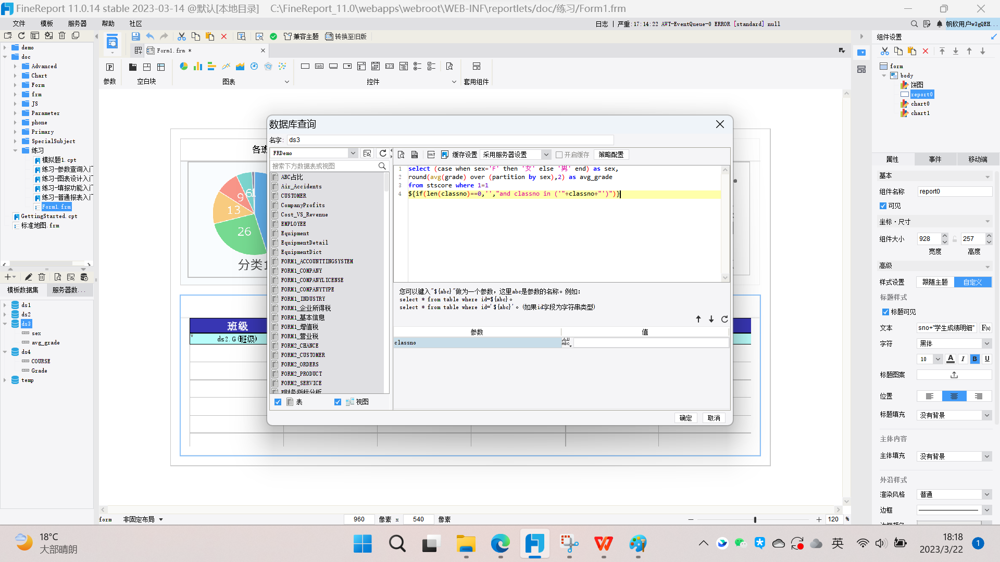 FineReport 11.0.14 stable 2023-03-14 @默认[本地目录] C:\FineReport_11.0\webapps\webroot\WEB-INF\reportlets/doc/练习/Form1.frm
文件 模板 服务器 帮助 社区
日志 | 严重:17:14:22 AWT-EventQueue-0 ERROR [standard] null
帆软用户w3gQEH...
兼容主题 转换至旧版
Form1.frm *
参数 空白块 图表 控件 套用组件
demo
doc
Advanced
Chart
Form
frm
JS
Parameter
phone
Primary
SpecialSubject
练习
模拟题1.cpt
练习-参数查询入门
练习-图表设计入门
练习-填报功能入门
练习-普通报表入门
Form1.frm
GettingStarted.cpt
标准地图.frm
模板数据集 服务器数...
ds1
ds2
ds3
sex
avg_grade
ds4
COURSE
Grade
temp
各班
9 6 1
13
26
分类1
班级
ds2.G(班级)
数据库查询
名字: ds3
FRDemo
搜索下方数据表或视图
ABC占比
Air_Accidents
CUSTOMER
CompanyProfits
Cost_VS_Revenue
EMPLOYEE
Equipment
EquipmentDetail
EquipmentDict
FORM1_ACCOUNTTINGSYSTEM
FORM1_COMPANY
FORM1_COMPANYLICENSE
FORM1_COMPANYTYPE
FORM1_INDUSTRY
FORM1_企业所得税
FORM1_基本信息
FORM1_增值税
FORM1_营业税
FORM2_CHANCE
FORM2_CUSTOMER
FORM2_ORDERS
FORM2_PRODUCT
FORM2_SERVICE
F财务指标分析
表 视图
缓存设置 采用服务器设置 开启缓存 策略配置
1 select (case when sex='F' then '女' else '男' end) as sex,
2 round(avg(grade) over (partition by sex),2) as avg_grade
3 from stscore where 1=1
4 ${if(len(classno)==0,'',"and classno in ('"+classno+"')")}
您可以键入"${abc}"做为一个参数，这里abc是参数的名称。例如:
select * from table where id=${abc}。
select * from table where id='${abc}'。(如果id字段为字符串类型)
参数 值
classno
确定 取消
form 非固定布局 960 像素 x 540 像素 120 %
组件设置
form
body
饼图
report0
chart0
chart1
属性 事件 移动端
基本
组件名称 report0
可见
坐标·尺寸
组件大小 928 257
宽度 高度
高级
样式设置 跟随主题 自定义
标题样式
标题可见
文本 sno+"学生成绩明细"
字符 黑体
10 A I B U
标题图案
位置
标题填充 没有背景
主体内容
主体填充 没有背景
外沿样式
渲染风格 普通
边框
18°C
大部晴朗
英
18:18
2023/3/22
1